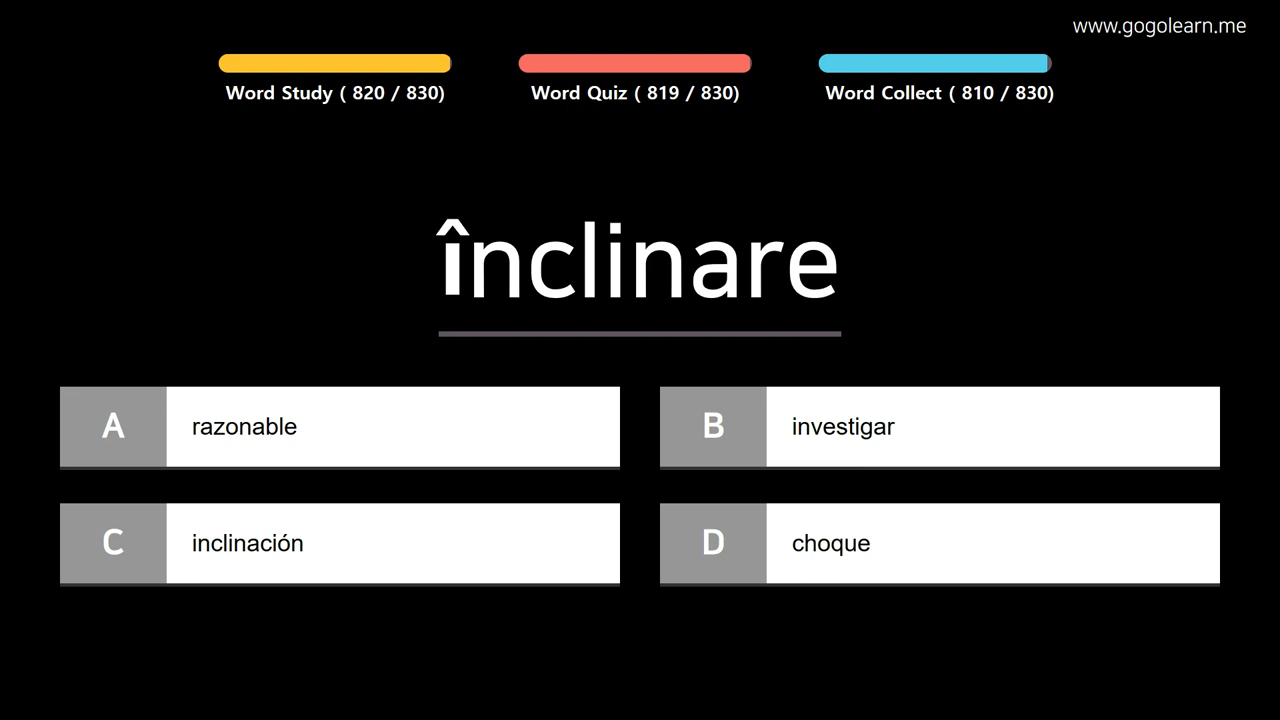 www.gogolearn.me
Word Study ( 820 / 830)
Word Quiz ( 819 / 830)
Word Collect ( 810 / 830)
înclinare
A razonable
B investigar
C inclinación
D choque